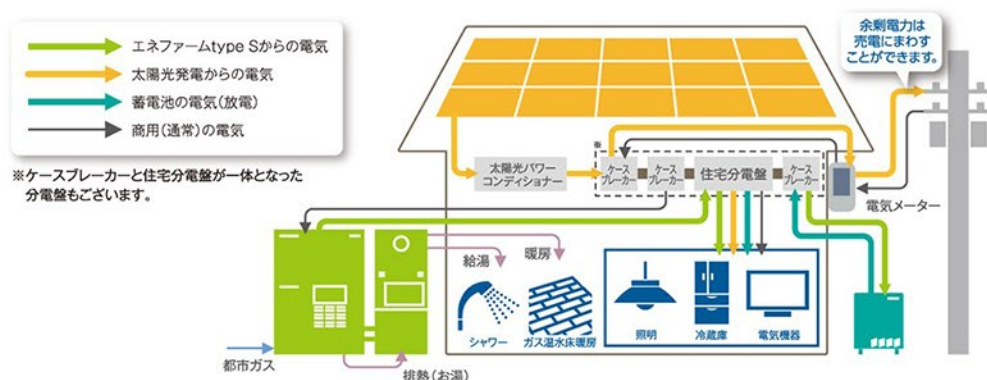 エネファームtype Sからの電気
太陽光発電からの電気
蓄電池の電気(放電)
商用(通常)の電気
※ケースブレーカーと住宅分電盤が一体となった
分電盤もございます。
余剰電力は
売電にまわす
ことができます。
※
太陽光パワー
コンディショナー
ケース
ブレーカー
ケース
ブレーカー
住宅分電盤
ケース
ブレーカー
電気メーター
給湯
暖房
シャワー
ガス温水床暖房
照明
冷蔵庫
電気機器
都市ガス
排熱(お湯)